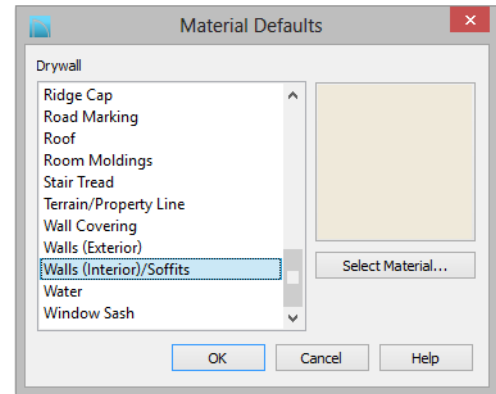 Material Defaults
Drywall
Ridge Cap
Road Marking
Roof
Room Moldings
Stair Tread
Terrain/Property Line
Wall Covering
Walls (Exterior)
Walls (Interior)/Soffits
Water
Window Sash
Select Material...
OK
Cancel
Help